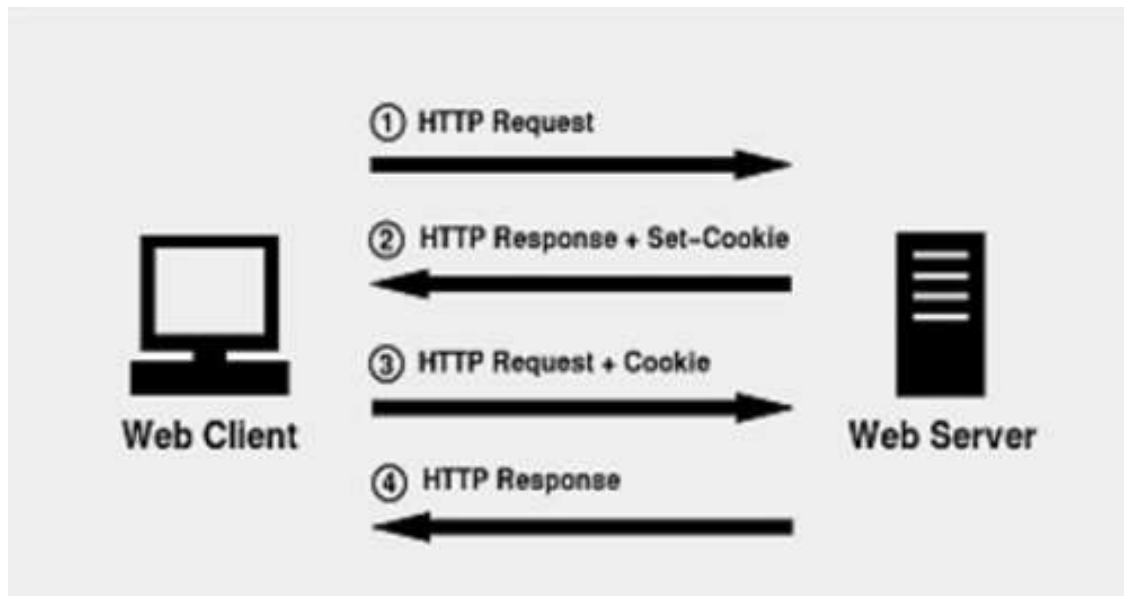 ① HTTP Request
② HTTP Response + Set-Cookie
③ HTTP Request + Cookie
Web Client
Web Server
④ HTTP Response